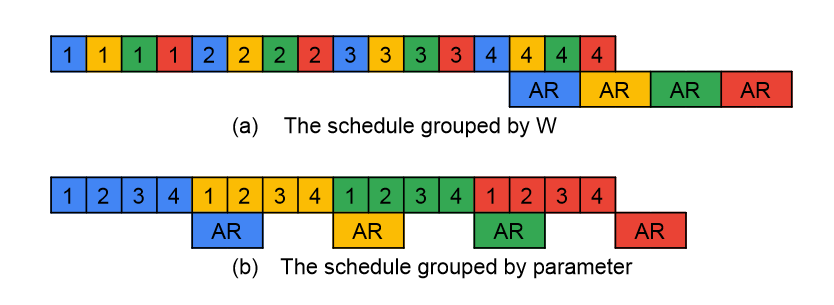 1 1 1 1 2 2 2 2 3 3 3 3 4 4 4 4
AR AR AR AR
(a) The schedule grouped by W
1 2 3 4 1 2 3 4 1 2 3 4 1 2 3 4
AR AR AR AR
(b) The schedule grouped by parameter